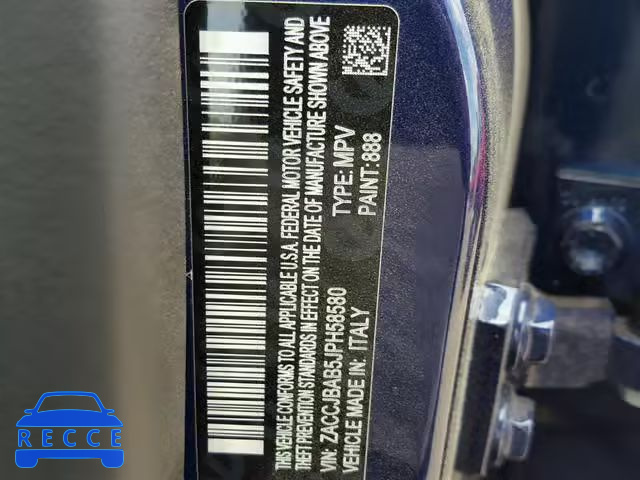 THIS VEHICLE CONFORMS TO ALL APPLICABLE U.S.A. FEDERAL MOTOR VEHICLE SAFETY AND
THEFT PREVENTION STANDARDS IN EFFECT ON THE DATE OF MANUFACTURE SHOWN ABOVE
VIN: ZACCJBAB5JPH58580 TYPE: MPV
VEHICLE MADE IN: ITALY PAINT: 888
RECCE